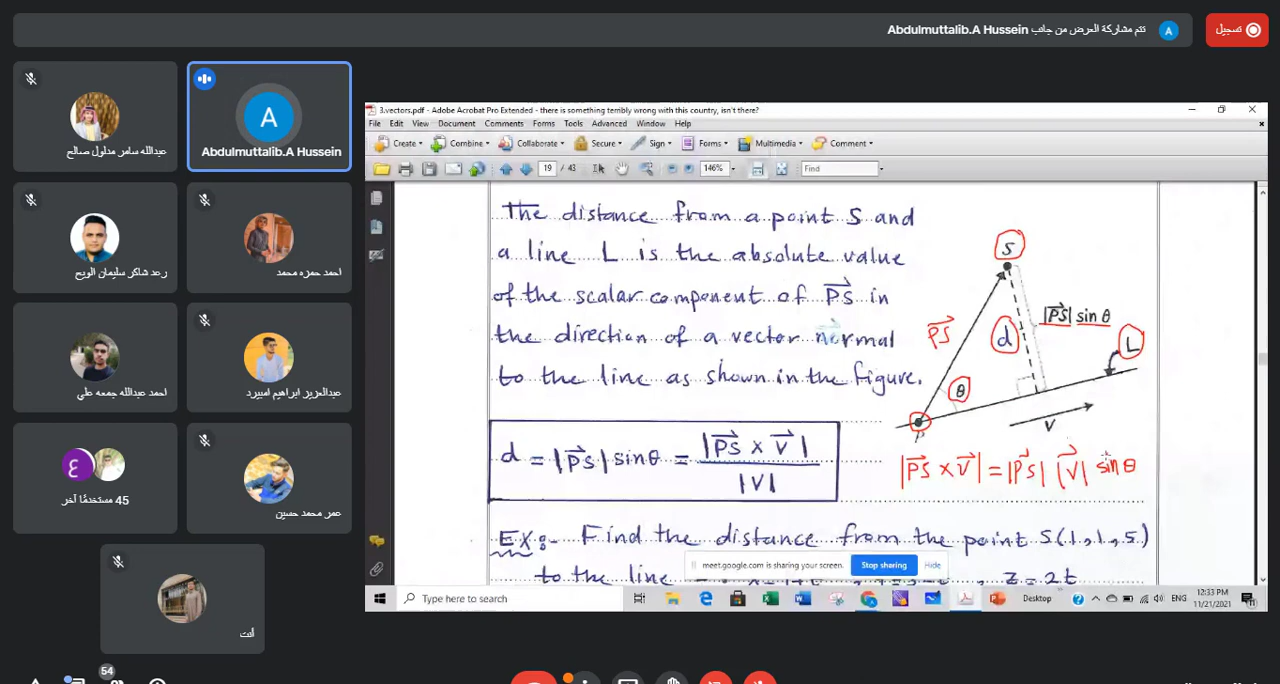 تتم مشاركة العرض من جانب Abdulmuttalib.A Hussein
تسجيل
عبدالله سامر مدلول صالح
A
Abdulmuttalib.A Hussein
رعد شاكر سليمان الويح
احمد حمزه محمد
احمد عبدالله جمعه علي
عبدالعزيز ابراهيم امبيرد
ع
45 مستخدمًا آخر
عمر محمد حسين
أنت
54
3.vectors.pdf - Adobe Acrobat Pro Extended - there is something terribly wrong with this country, isn't there?
File Edit View Document Comments Forms Tools Advanced Window Help
Create Combine Collaborate Secure Sign Forms Multimedia Comment
19 / 43 146% Find
The distance from a point S and
a line L is the absolute value
of the scalar component of PS in
the direction of a vector normal
to the line as shown in the figure.
S
PS
d
|PS| sin θ
L
θ
P
V
d = |PS| sinθ = |PS × V| / |V|
|PS × V| = |PS| |V| sin θ
EX:- Find the distance from the point S(1,1,5)
to the line
z = 2t
meet.google.com is sharing your screen. Stop sharing Hide
Type here to search
Desktop
ENG
12:33 PM
11/21/2021